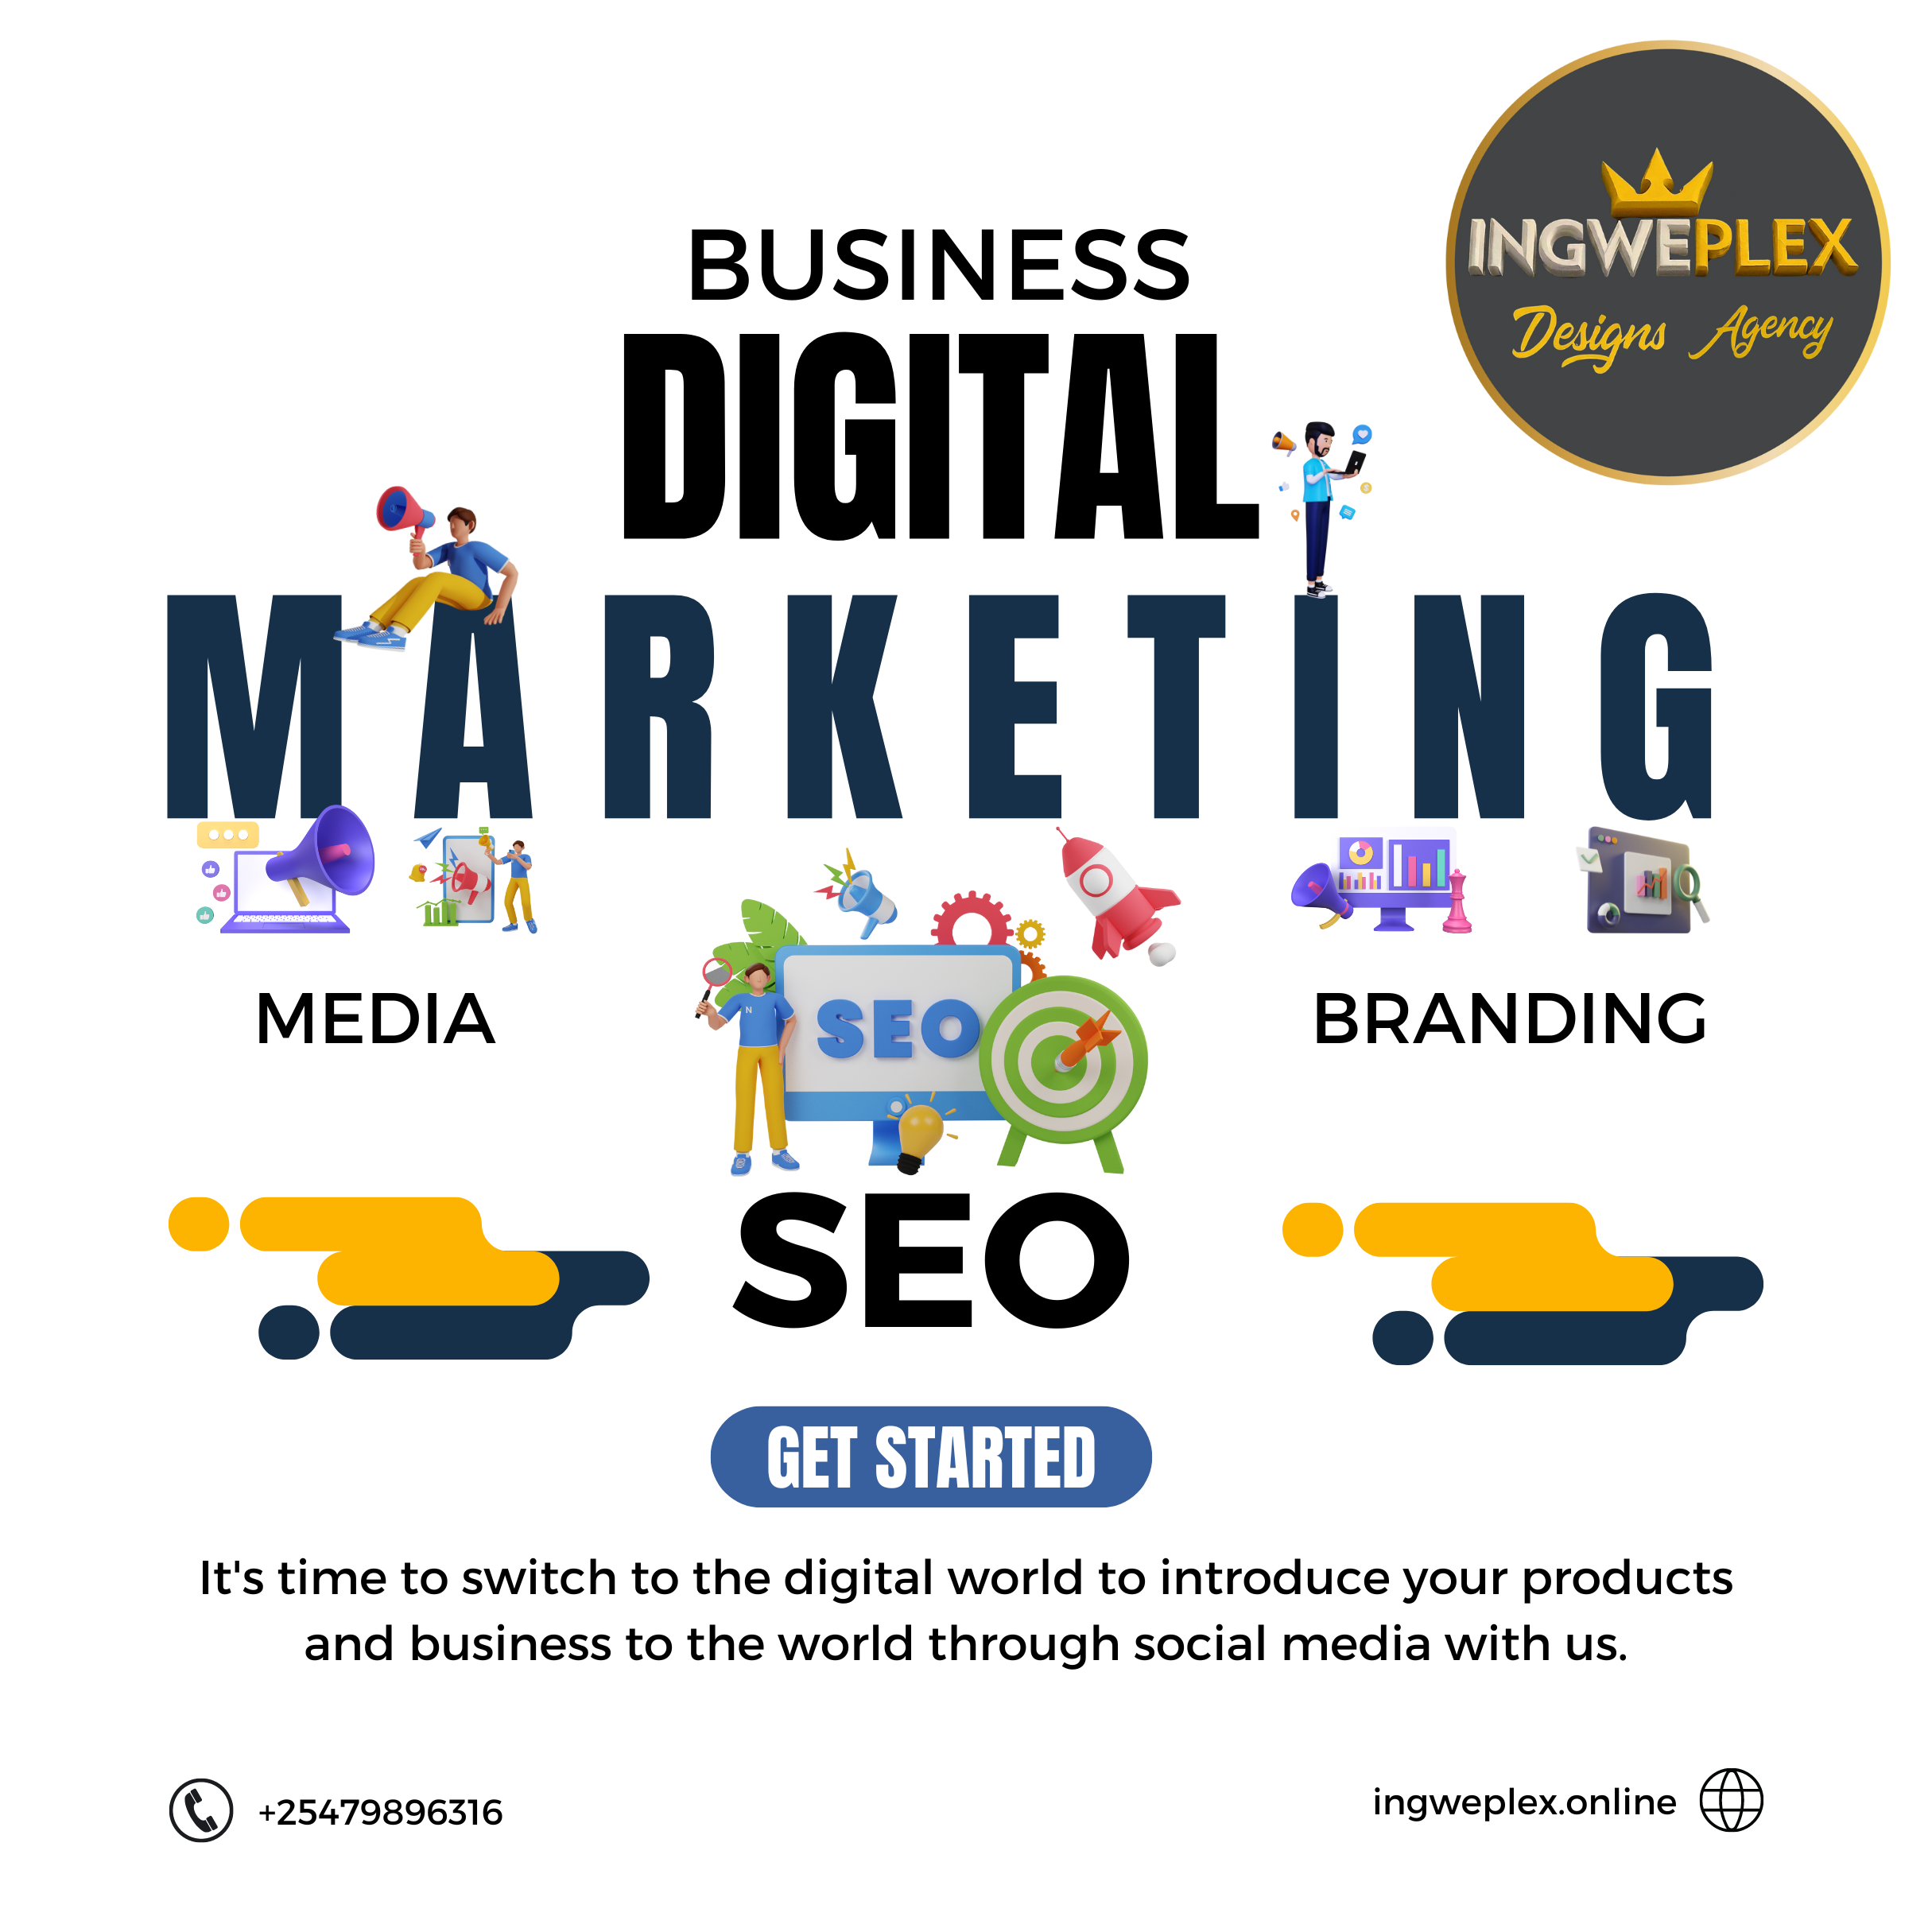 INGWEPLEX
Designs Agency
BUSINESS
DIGITAL
MARKETING
MEDIA
SEO
N
BRANDING
SEO
GET STARTED
It's time to switch to the digital world to introduce your products
and business to the world through social media with us.
+25479896316
ingweplex.online